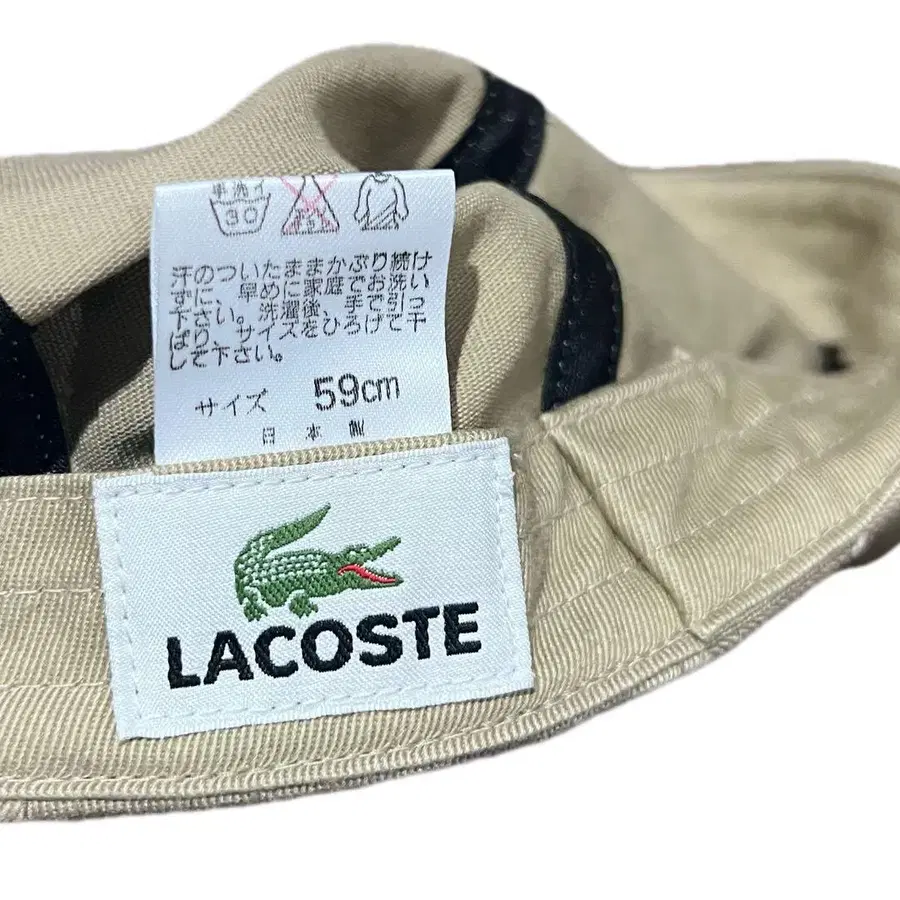 手洗イ
30
汗のついたままかぶり続け
ずに、早めに家庭でお洗い
下さい。洗濯後、手で引っ
ぱり、サイズをひろげて干
して下さい。
サイズ 59cm
日本製
LACOSTE